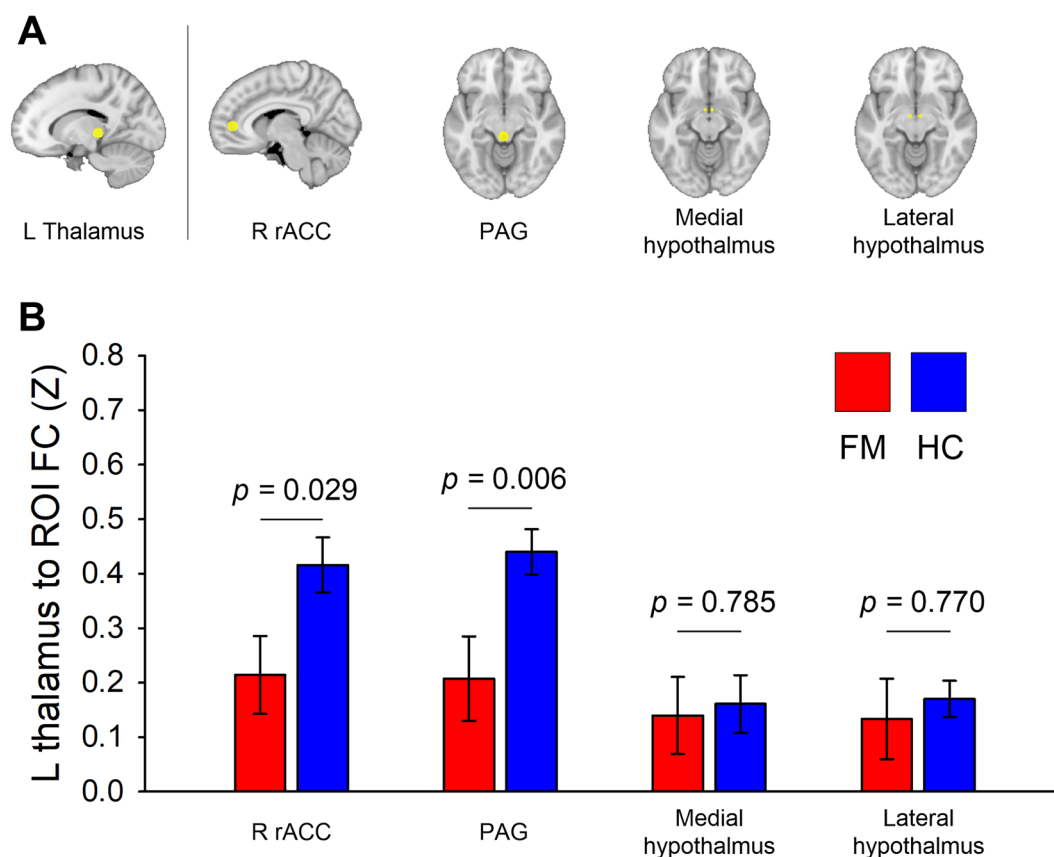 A
L Thalamus
R rACC
PAG
Medial
hypothalmus
Lateral
hypothalmus
B
L thalamus to ROI FC (Z)
0.8
0.7
0.6
0.5
0.4
0.3
0.2
0.1
0.0
FM
HC
p = 0.029
p = 0.006
p = 0.785
p = 0.770
R rACC
PAG
Medial
hypothalmus
Lateral
hypothalmus